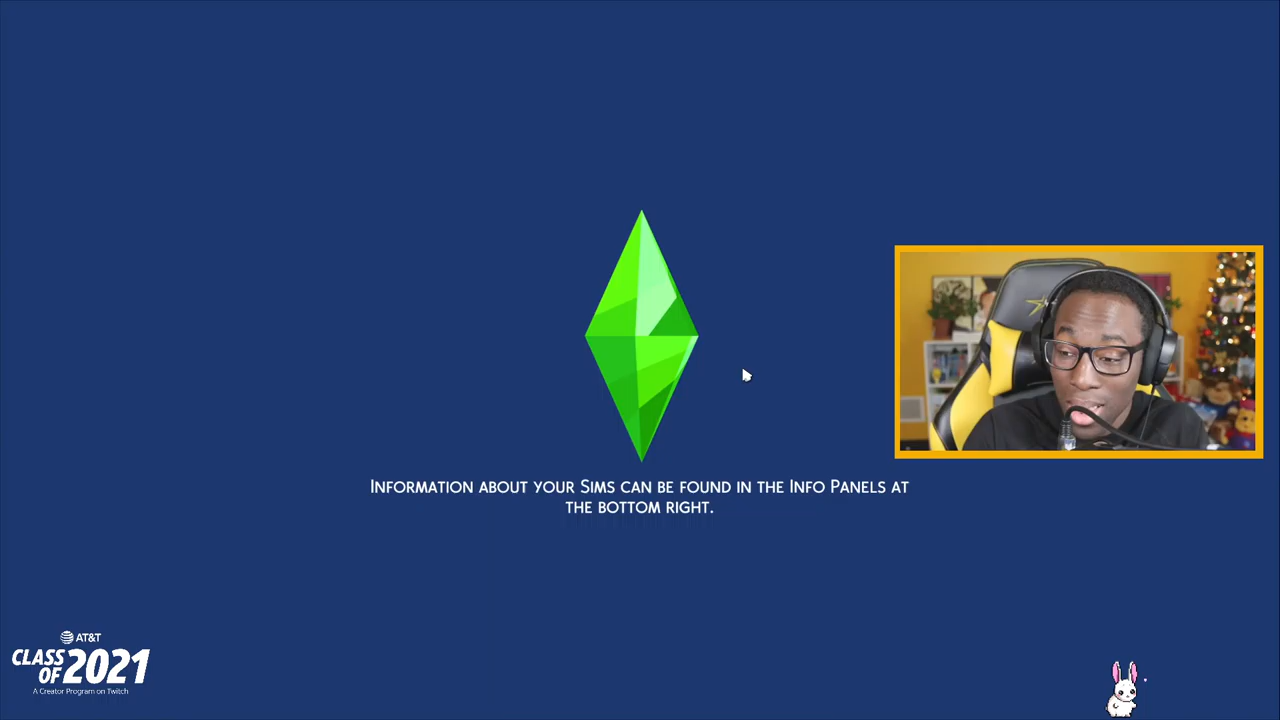 INFORMATION ABOUT YOUR SIMS CAN BE FOUND IN THE INFO PANELS AT
THE BOTTOM RIGHT.
AT&T
CLASS
OF 2021
A Creator Program on Twitch